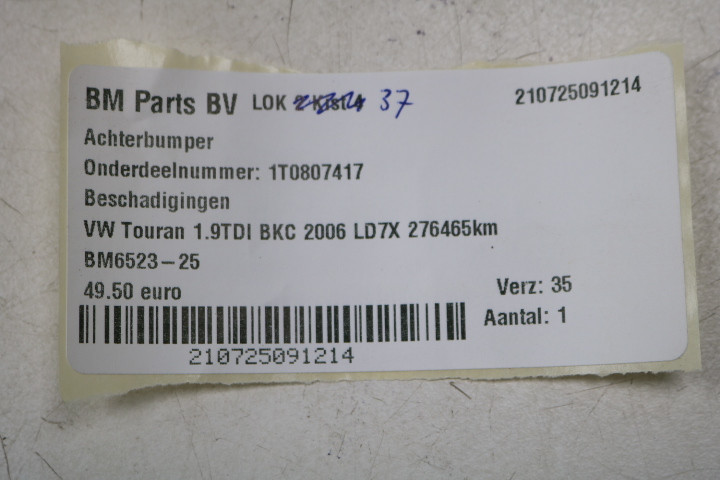 BM Parts BV LOK 37 210725091214
Achterbumper
Onderdeelnummer: 1T0807417
Beschadigingen
VW Touran 1.9TDI BKC 2006 LD7X 276465km
BM6523-25
49.50 euro Verz: 35
Aantal: 1
210725091214